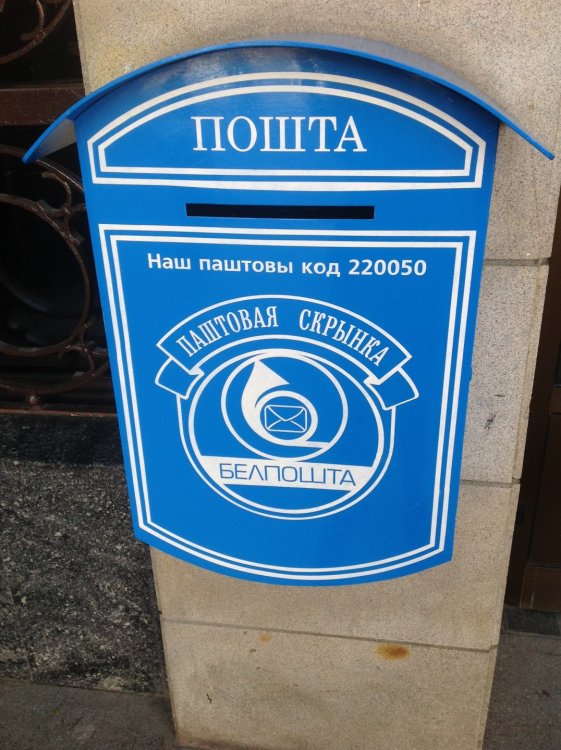 ПОШТА
Наш паштовы код 220050
ПАШТОВАЯ СКРЫНКА
БЕЛПОШТА